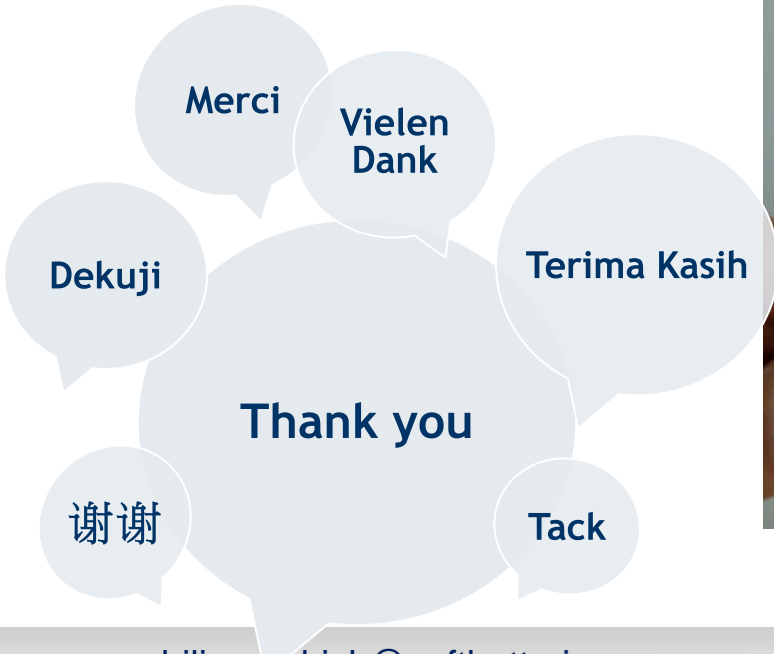 Merci
Vielen
Dank
Terima Kasih
Dekuji
Thank you
谢谢
Tack